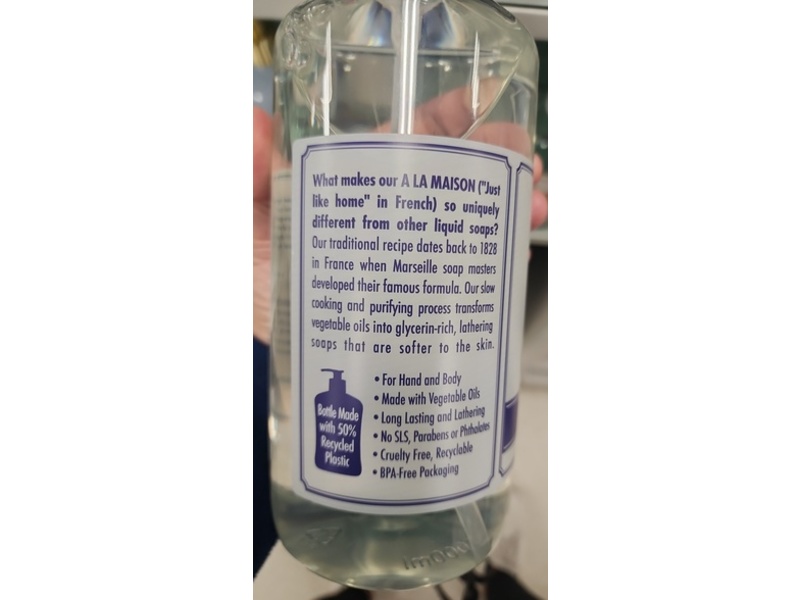 What makes our A LA MAISON ("Just
like home" in French) so uniquely
different from other liquid soaps?
Our traditional recipe dates back to 1828
in France when Marseille soap masters
developed their famous formula. Our slow
cooking and purifying process transforms
vegetable oils into glycerin-rich, lathering
soaps that are softer to the skin.
• For Hand and Body
• Made with Vegetable Oils
• Long Lasting and Lathering
• No SLS, Parabens or Phthalates
• Cruelty Free, Recyclable
• BPA-Free Packaging
Bottle Made
with 50%
Recycled
Plastic